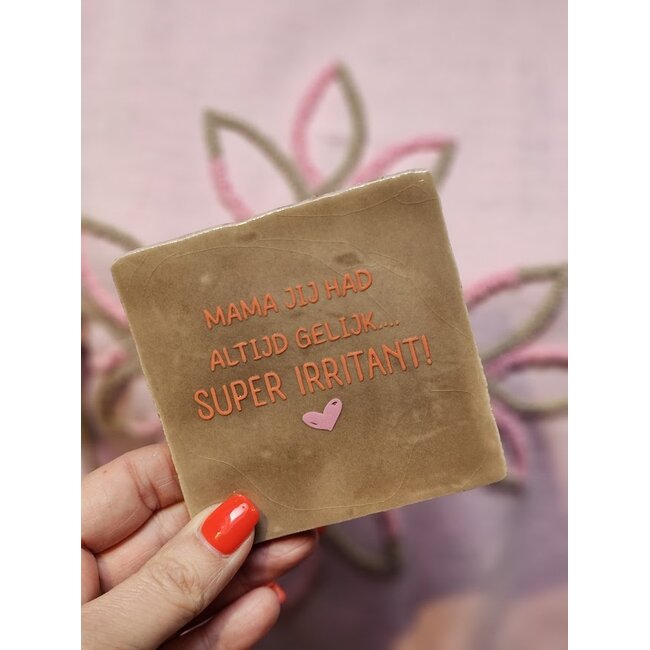 MAMA JIJ HAD
ALTIJD GELIJK....
SUPER IRRITANT!